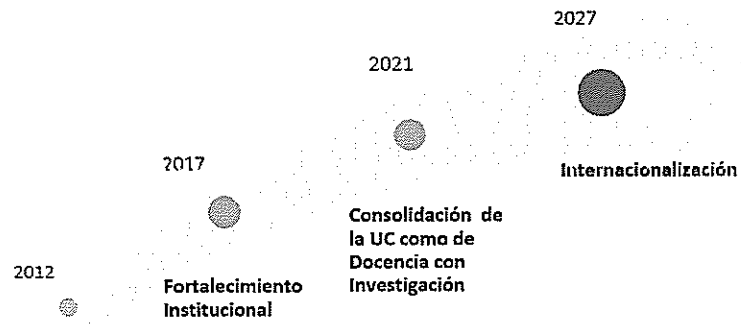 2027
2021
Internacionalización
2017
Consolidación de
la UC como de
Docencia con
Investigación
2012
Fortalecimiento
Institucional